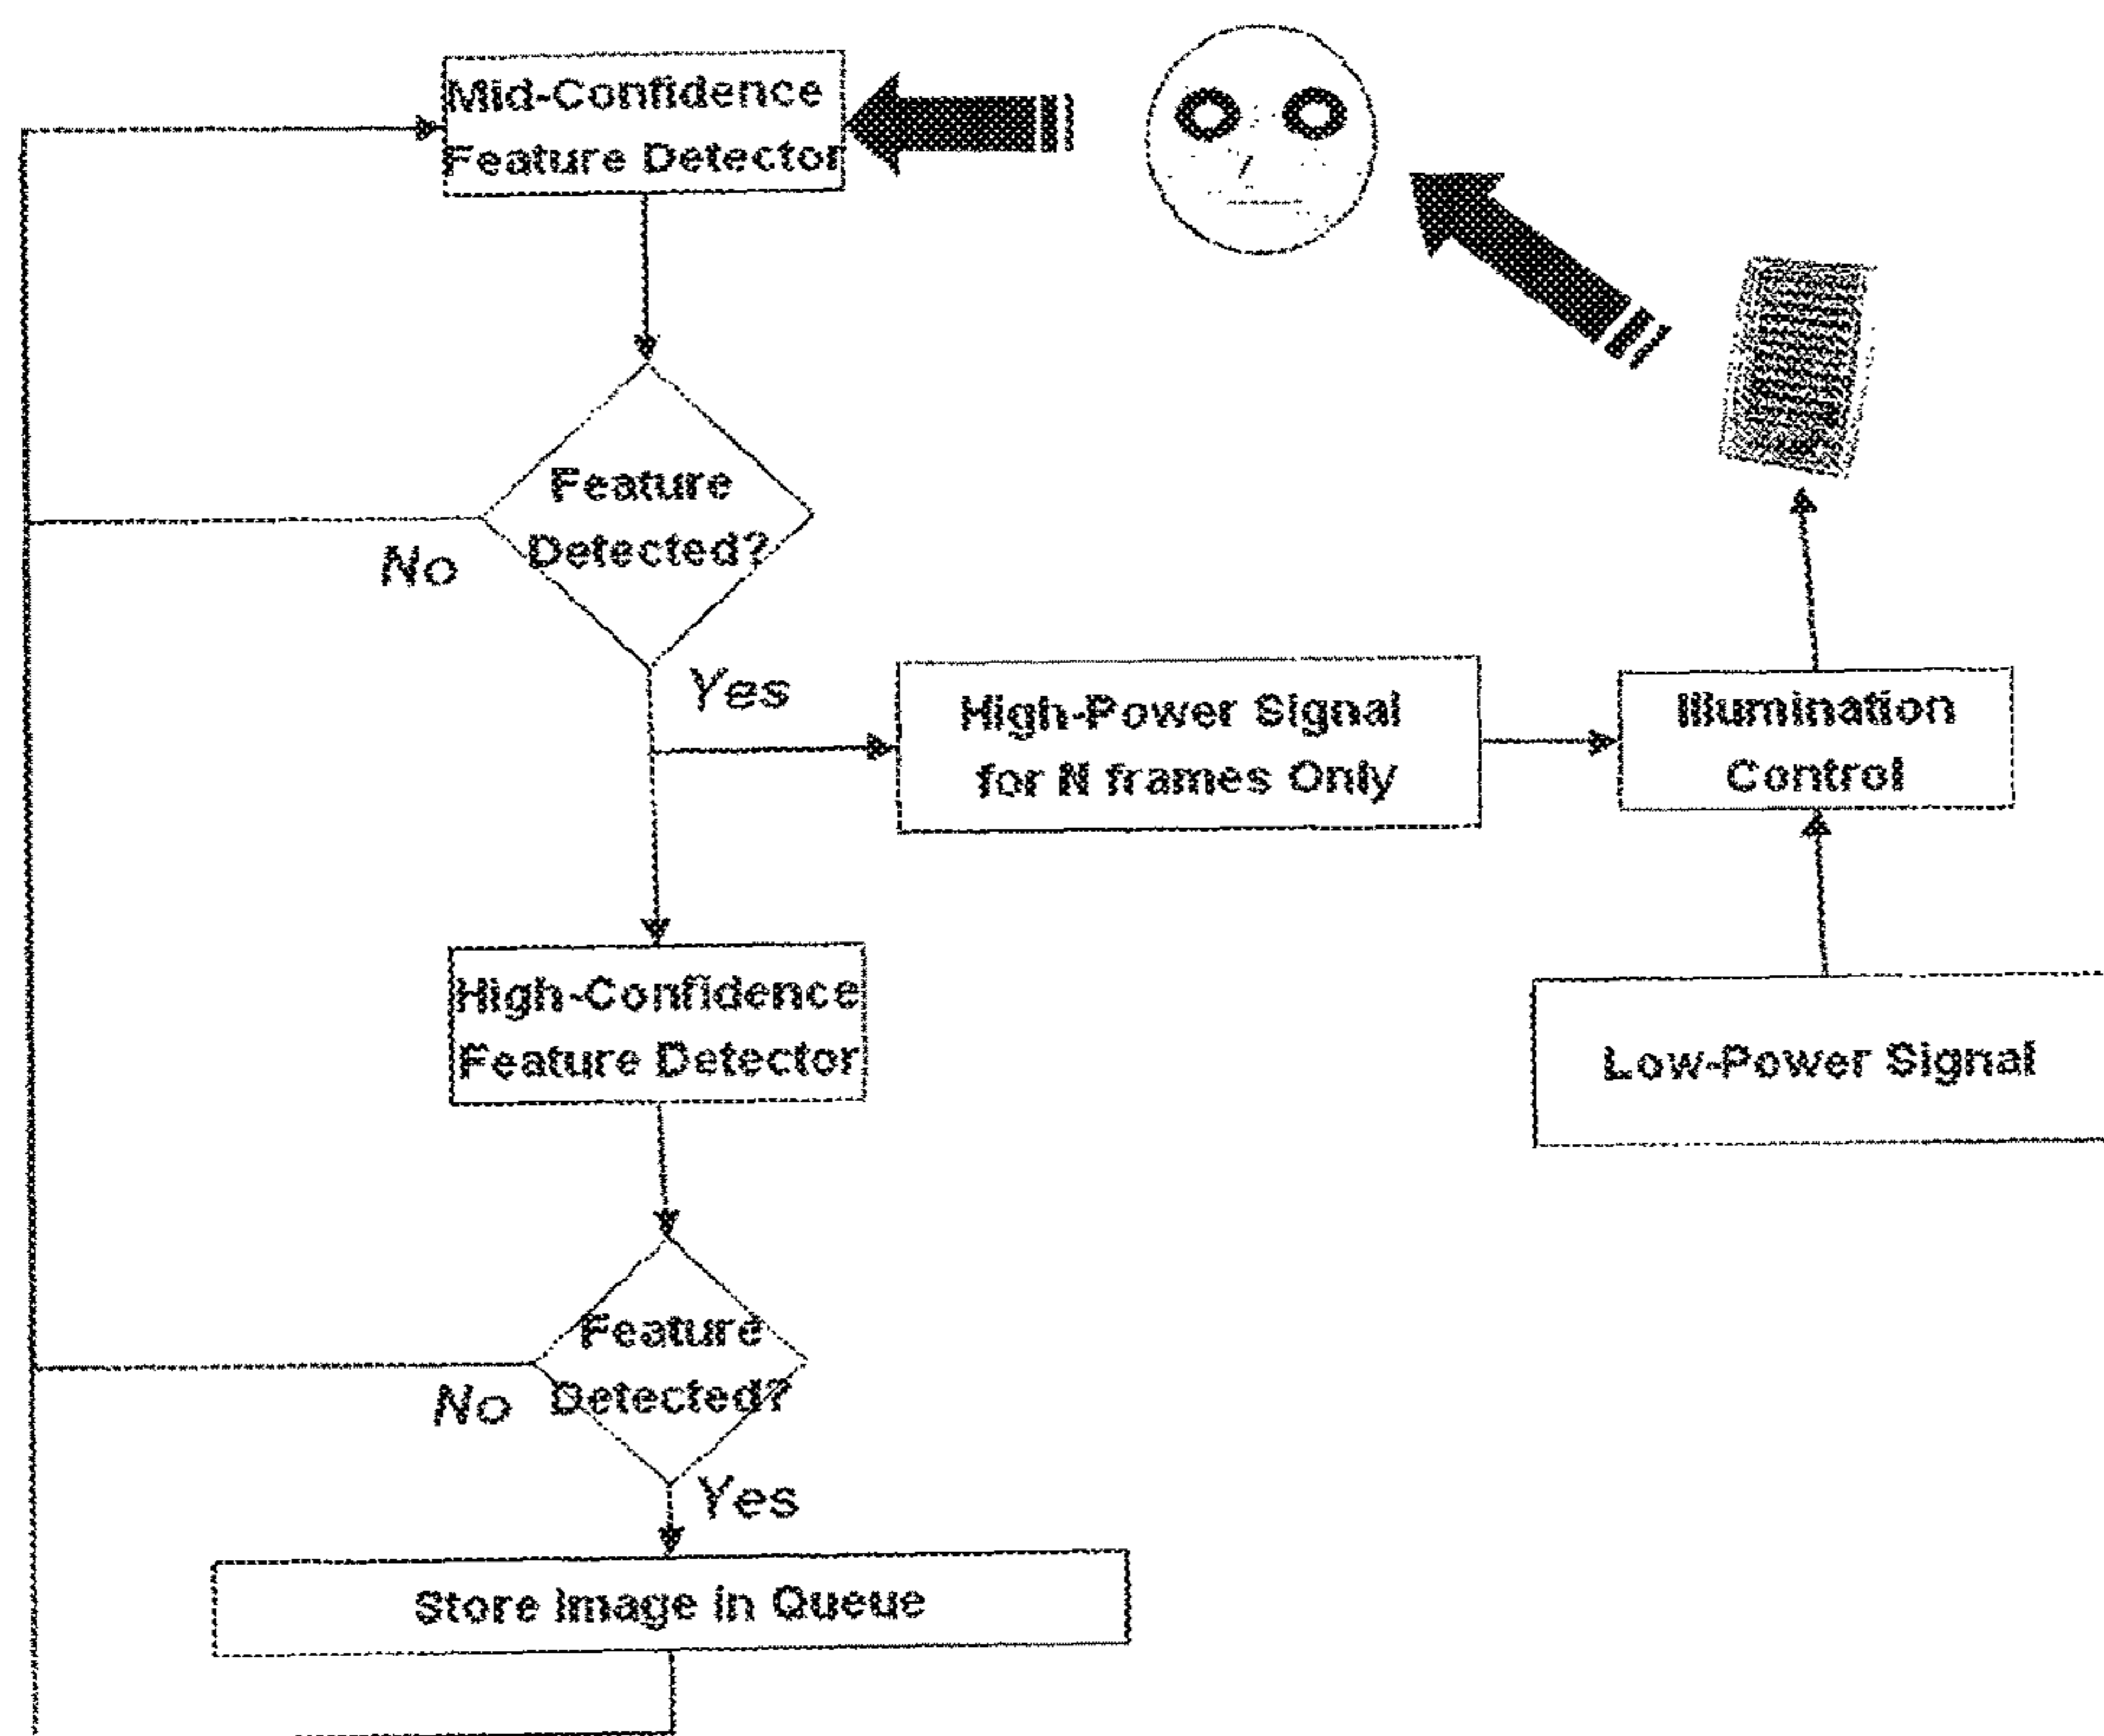 Mid-Confidence
Feature Detector
Feature
Detected?
No
Yes
High-Power Signal
for N frames Only
Illumination
Control
High-Confidence
Feature Detector
Low-Power Signal
Feature
Detected?
No
Yes
Store Image in Queue